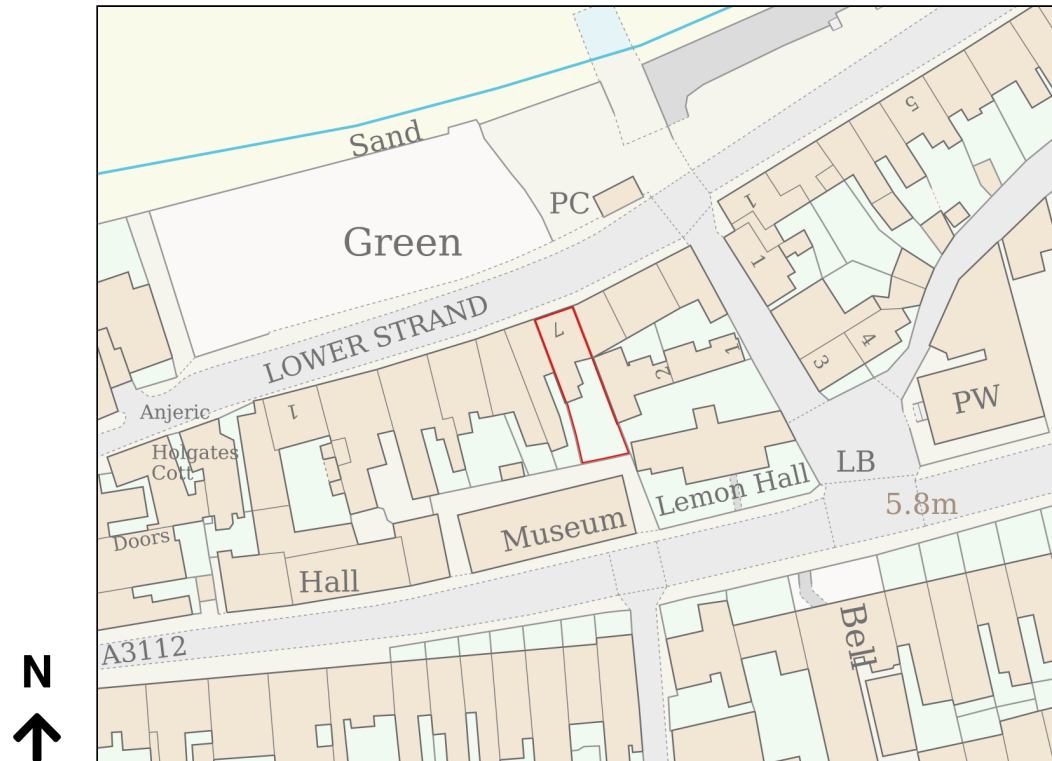 Sand
5
PC
1
Green
1
LOWER STRAND
7
4
3
1
2
1
Anjeric
PW
Holgates
Cott
LB
Lemon Hall
5.8m
Museum
Doors
Hall
Bell
A3112
N